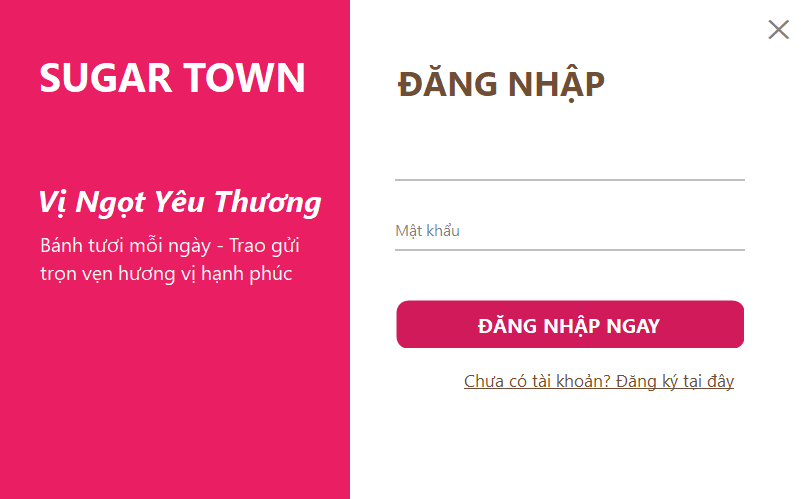 SUGAR TOWN
Vị Ngọt Yêu Thương
Bánh tươi mỗi ngày - Trao gửi
trọn vẹn hương vị hạnh phúc
ĐĂNG NHẬP
Mật khẩu
ĐĂNG NHẬP NGAY
Chưa có tài khoản? Đăng ký tại đây